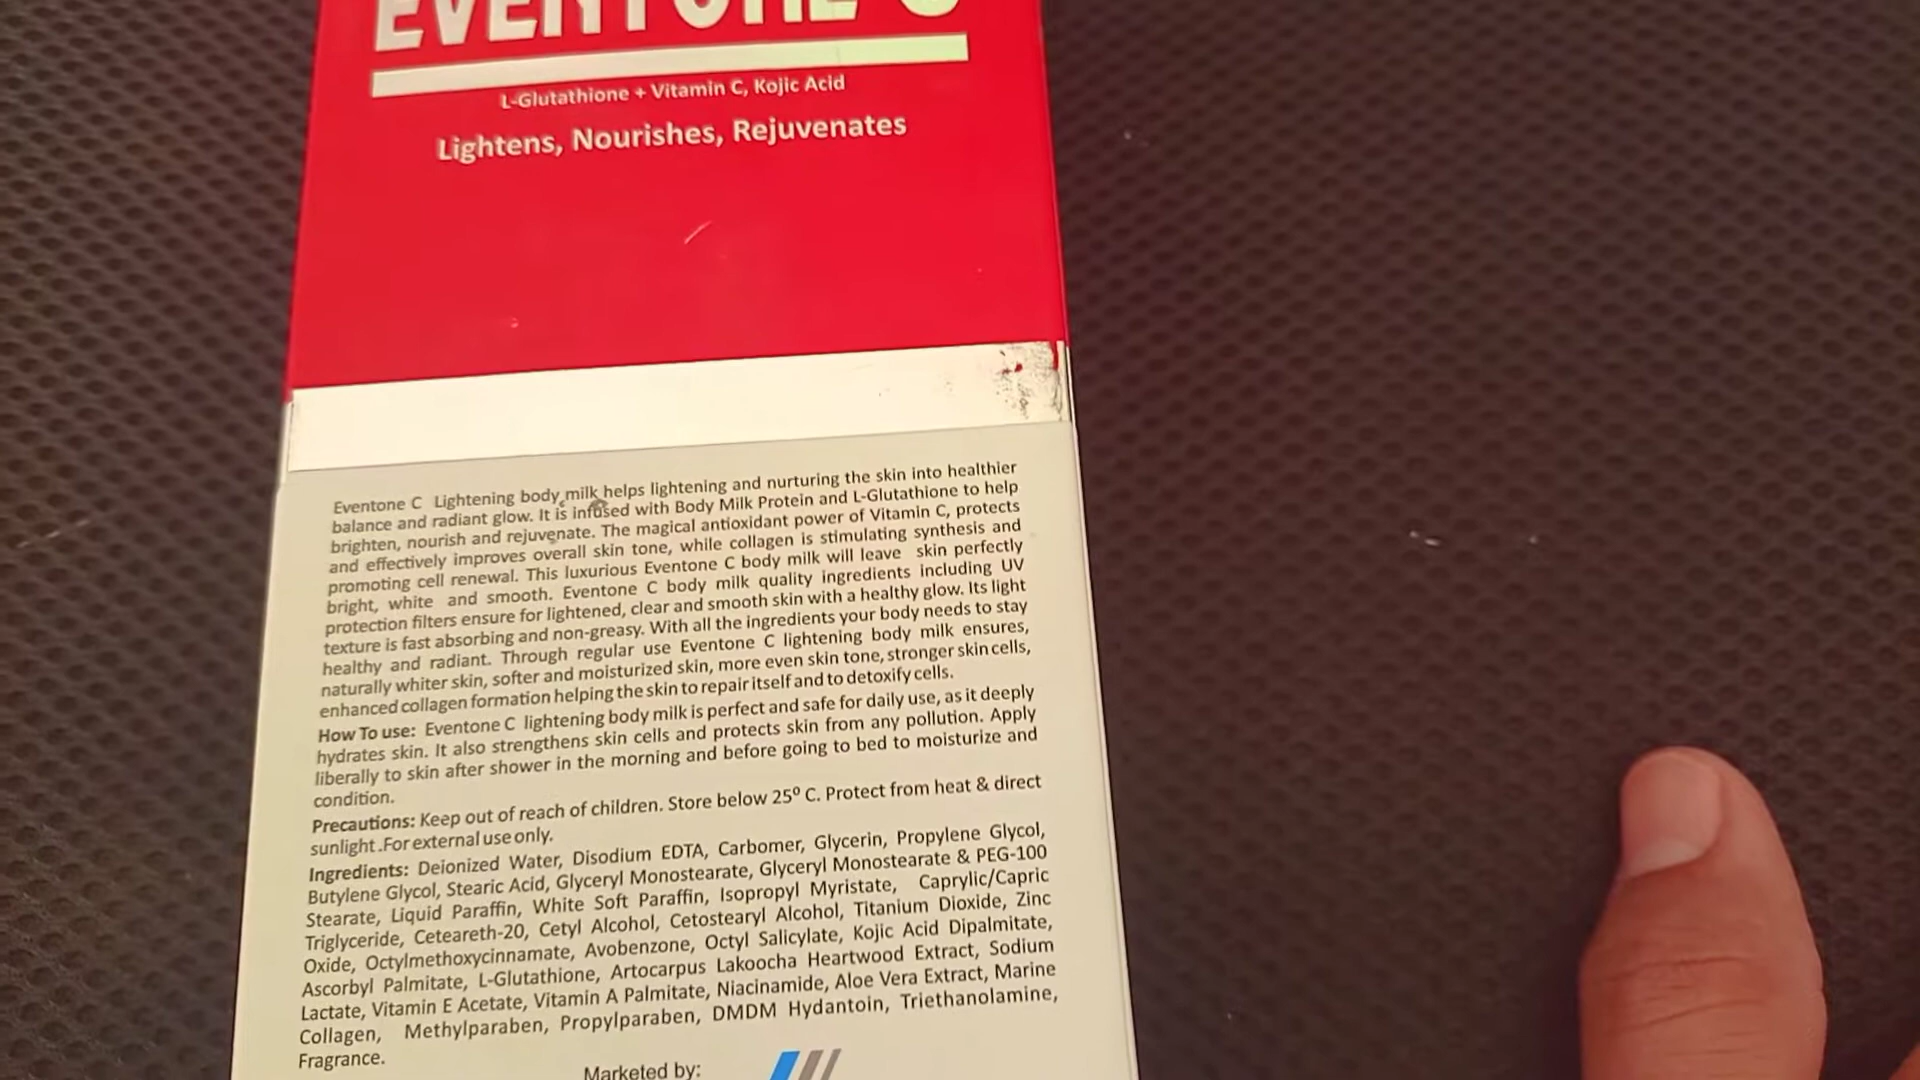 EVENTONE C
L-Glutathione + Vitamin C, Kojic Acid
Lightens, Nourishes, Rejuvenates
Eventone C Lightening body milk helps lightening and nurturing the skin into healthier
balance and radiant glow. It is infused with Body Milk Protein and L-Glutathione to help
brighten, nourish and rejuvenate. The magical antioxidant power of Vitamin C, protects
and effectively improves overall skin tone, while collagen is stimulating synthesis and
promoting cell renewal. This luxurious Eventone C body milk will leave skin perfectly
bright, white and smooth. Eventone C body milk quality ingredients including UV
protection filters ensure for lightened, clear and smooth skin with a healthy glow. Its light
texture is fast absorbing and non-greasy. With all the ingredients your body needs to stay
healthy and radiant. Through regular use Eventone C lightening body milk ensures,
naturally whiter skin, softer and moisturized skin, more even skin tone, stronger skin cells,
enhanced collagen formation helping the skin to repair itself and to detoxify cells.
How To use: Eventone C lightening body milk is perfect and safe for daily use, as it deeply
hydrates skin. It also strengthens skin cells and protects skin from any pollution. Apply
liberally to skin after shower in the morning and before going to bed to moisturize and
condition.
Precautions: Keep out of reach of children. Store below 25⁰ C. Protect from heat & direct
sunlight .For external use only.
Ingredients: Deionized Water, Disodium EDTA, Carbomer, Glycerin, Propylene Glycol,
Butylene Glycol, Stearic Acid, Glyceryl Monostearate, Glyceryl Monostearate & PEG-100
Stearate, Liquid Paraffin, White Soft Paraffin, Isopropyl Myristate, Caprylic/Capric
Triglyceride, Ceteareth-20, Cetyl Alcohol, Cetostearyl Alcohol, Titanium Dioxide, Zinc
Oxide, Octylmethoxycinnamate, Avobenzone, Octyl Salicylate, Kojic Acid Dipalmitate,
Ascorbyl Palmitate, L-Glutathione, Artocarpus Lakoocha Heartwood Extract, Sodium
Lactate, Vitamin E Acetate, Vitamin A Palmitate, Niacinamide, Aloe Vera Extract, Marine
Collagen, Methylparaben, Propylparaben, DMDM Hydantoin, Triethanolamine,
Fragrance.
Marketed by: